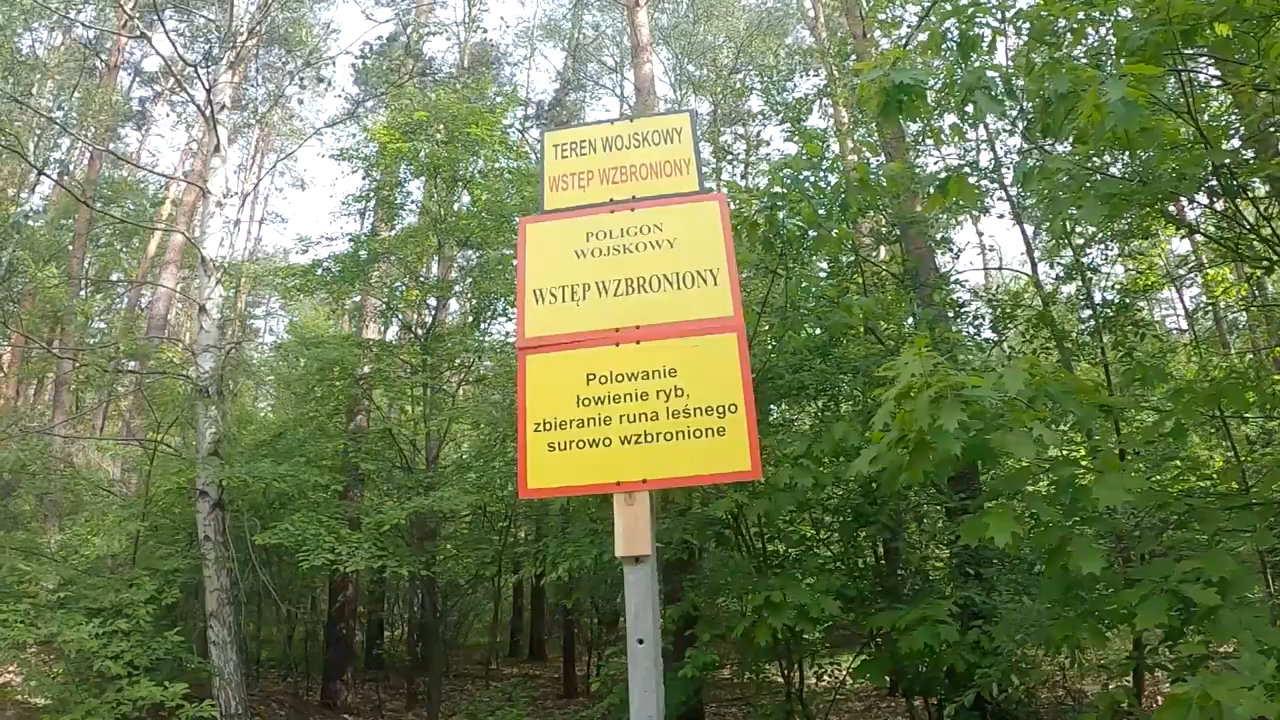 TEREN WOJSKOWY
WSTĘP WZBRONIONY
POLIGON
WOJSKOWY
WSTĘP WZBRONIONY
Polowanie
łowienie ryb,
zbieranie runa leśnego
surowo wzbronione